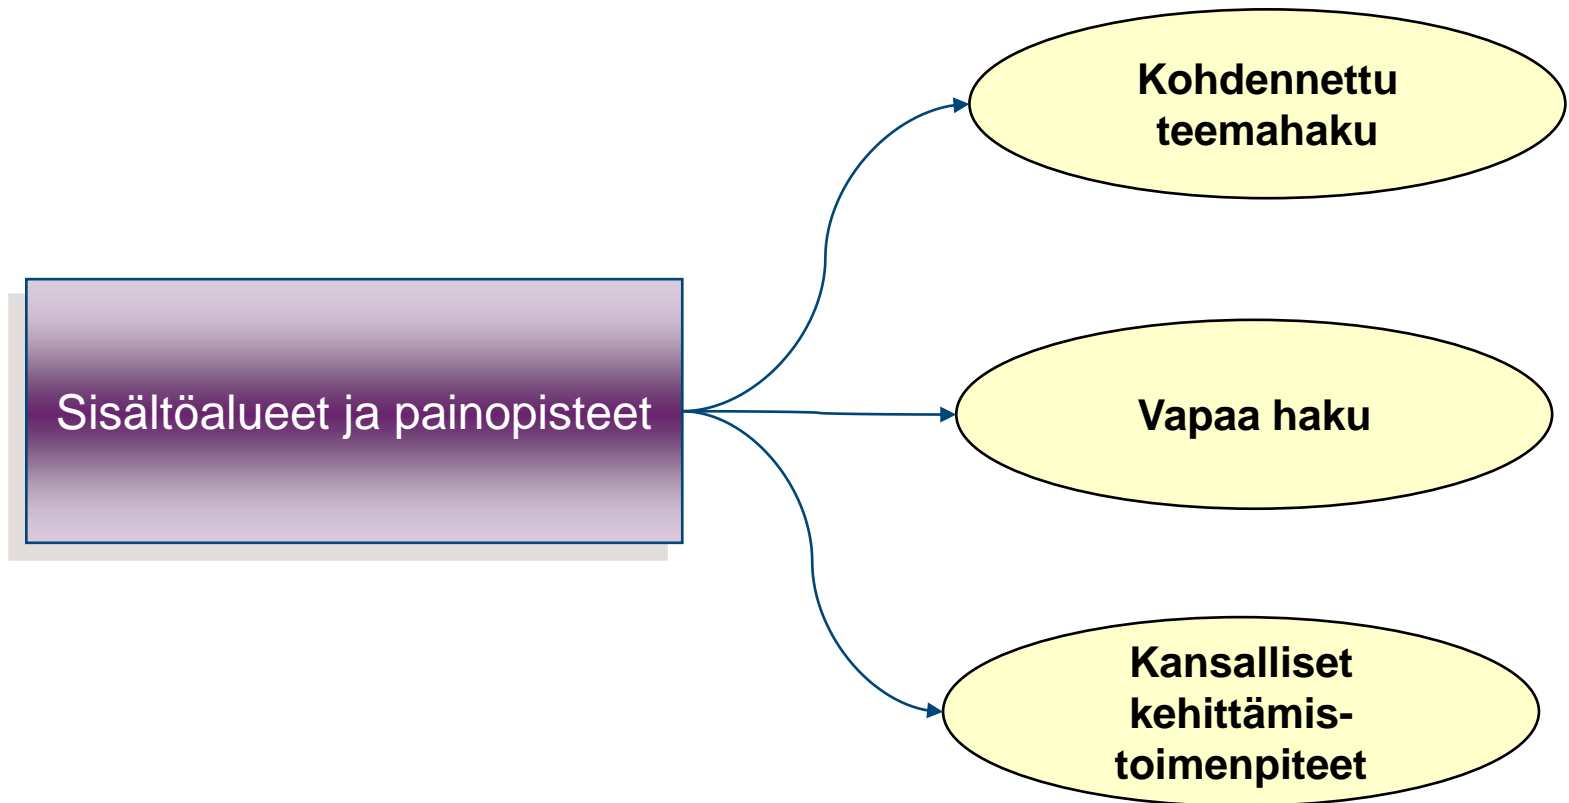 Kohdennettu
teemahaku
Sisältöalueet ja painopisteet
Vapaa haku
Kansalliset
kehittämis-
toimenpiteet